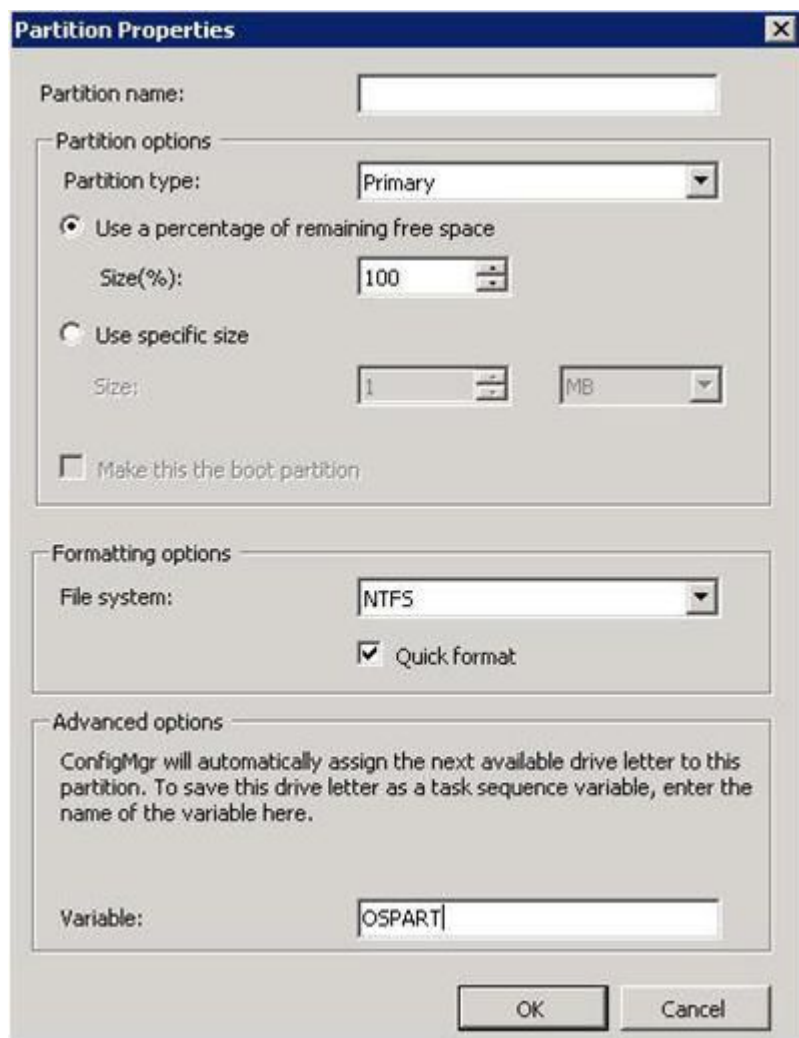 Partition Properties
Partition name:
Partition options
Partition type: Primary
Use a percentage of remaining free space
Size(%): 100
Use specific size
Size: 1 MB
Make this the boot partition
Formatting options
File system: NTFS
Quick format
Advanced options
ConfigMgr will automatically assign the next available drive letter to this
partition. To save this drive letter as a task sequence variable, enter the
name of the variable here.
Variable: OSPART
OK Cancel